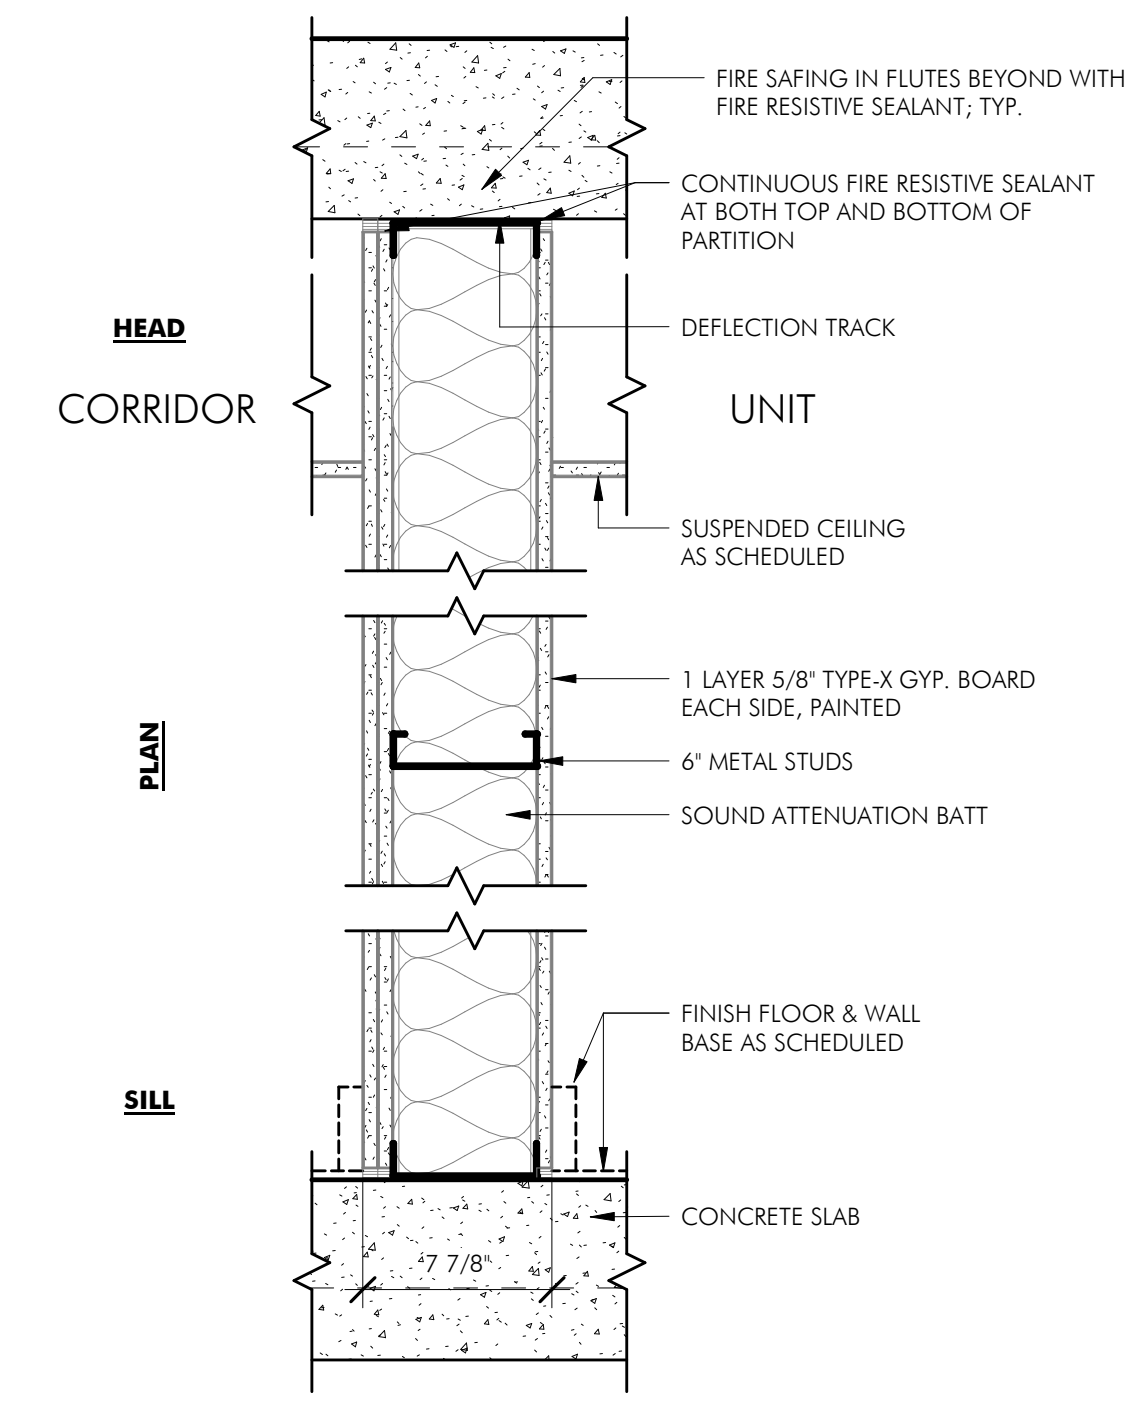 FIRE SAFING IN FLUTES BEYOND WITH
FIRE RESISTIVE SEALANT; TYP.
CONTINUOUS FIRE RESISTIVE SEALANT
AT BOTH TOP AND BOTTOM OF
PARTITION
HEAD
DEFLECTION TRACK
CORRIDOR
UNIT
SUSPENDED CEILING
AS SCHEDULED
PLAN
1 LAYER 5/8" TYPE-X GYP. BOARD
EACH SIDE, PAINTED
6" METAL STUDS
SOUND ATTENUATION BATT
FINISH FLOOR & WALL
BASE AS SCHEDULED
SILL
CONCRETE SLAB
7 7/8"